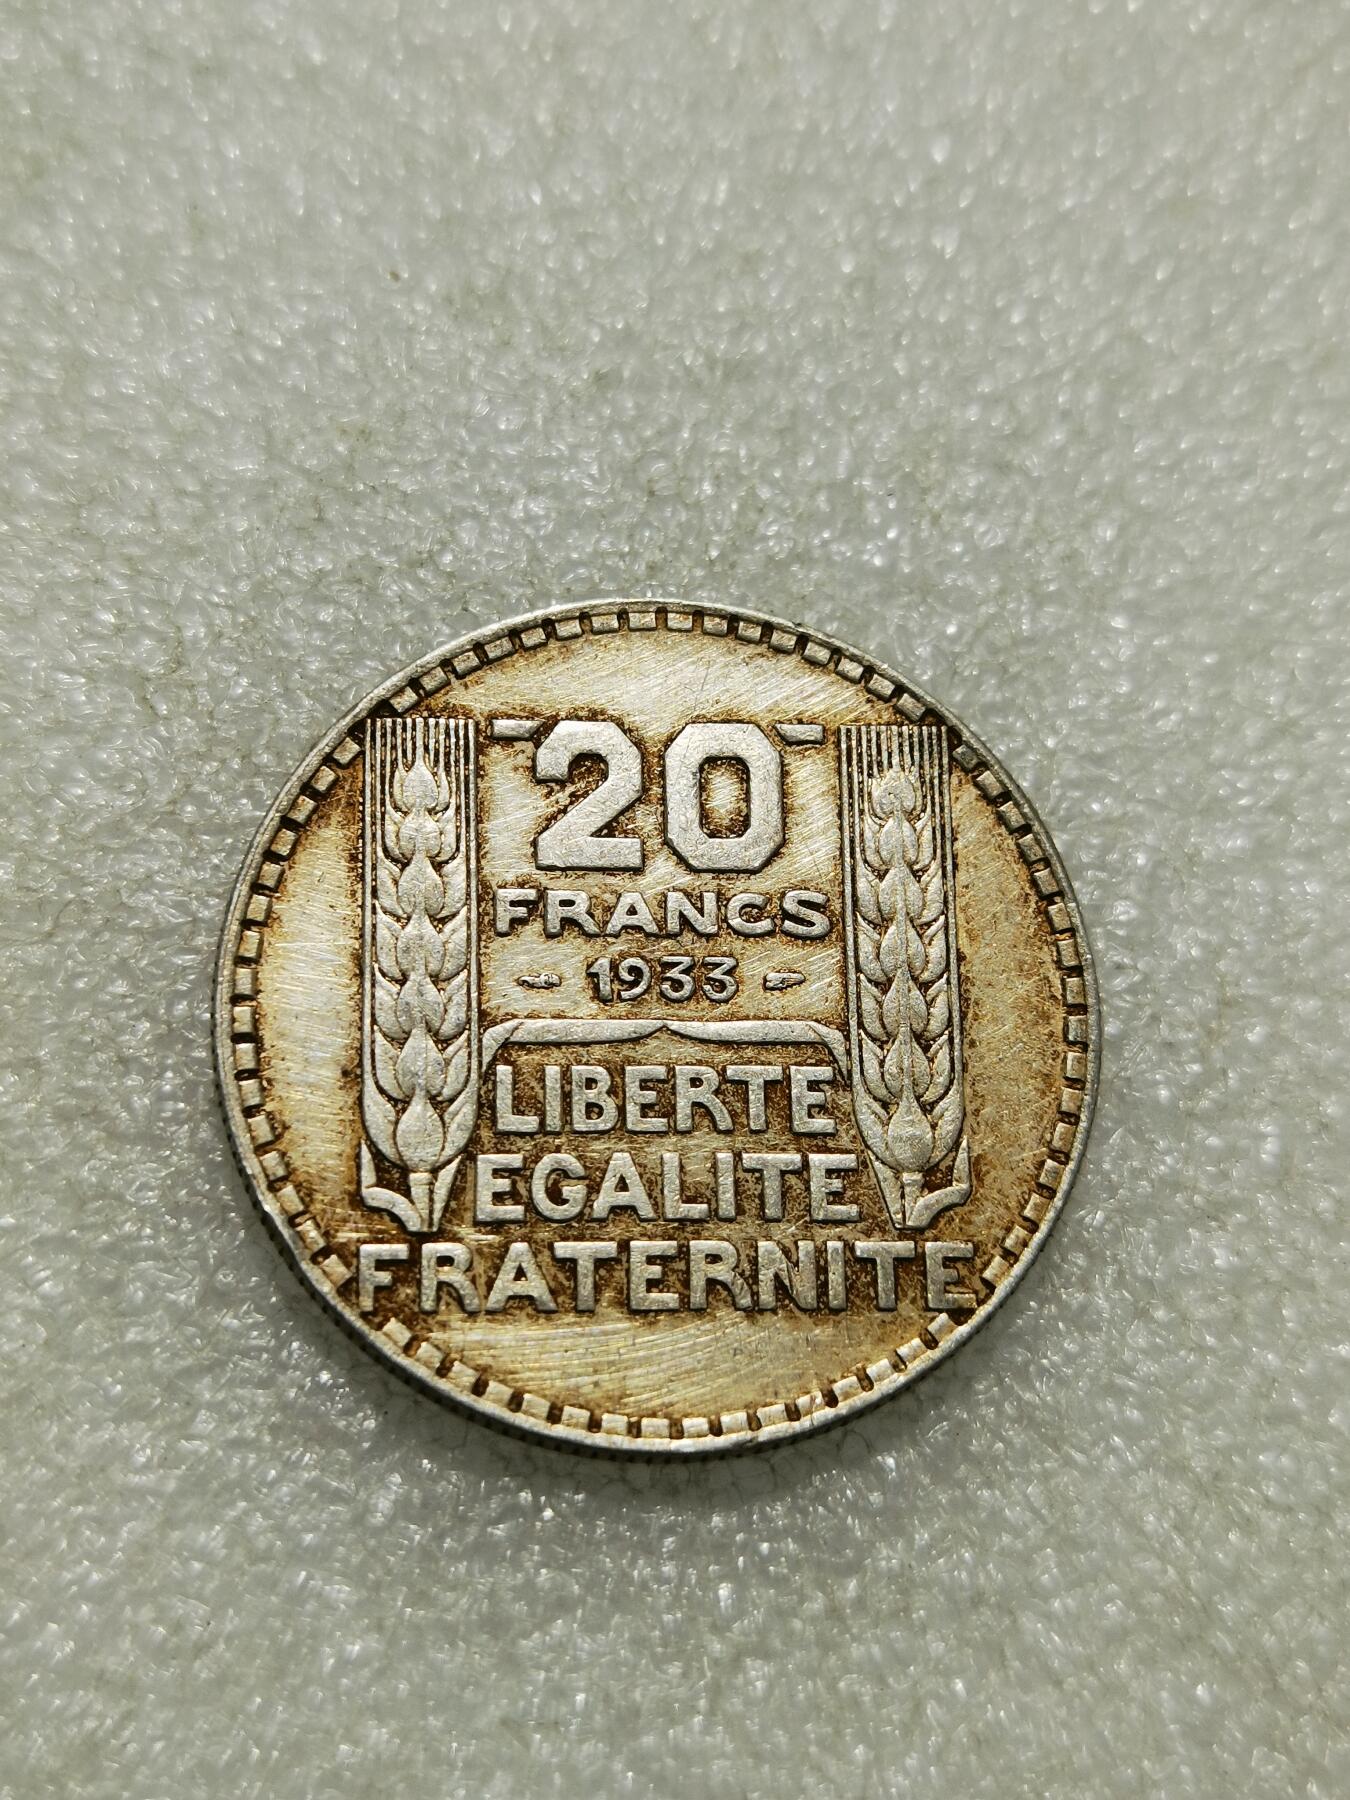 20
FRANCS
- 1933 -
LIBERTE
EGALITE
FRATERNITE